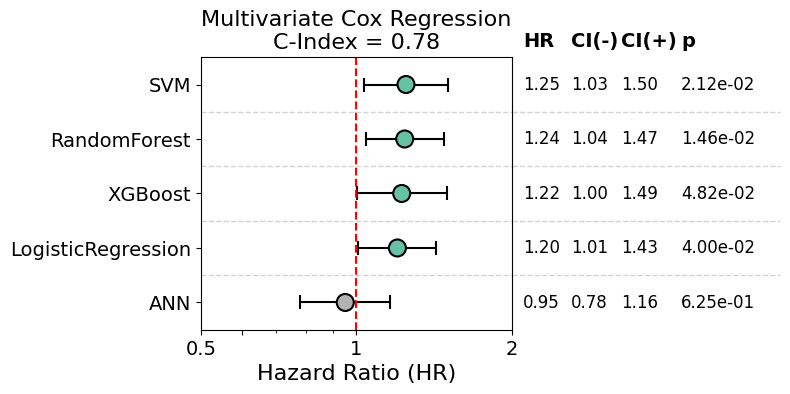 Multivariate Cox Regression
C-Index = 0.78
HR CI(-) CI(+) p
SVM 1.25 1.03 1.50 2.12e-02
RandomForest 1.24 1.04 1.47 1.46e-02
XGBoost 1.22 1.00 1.49 4.82e-02
LogisticRegression 1.20 1.01 1.43 4.00e-02
ANN 0.95 0.78 1.16 6.25e-01
0.5 1 2
Hazard Ratio (HR)